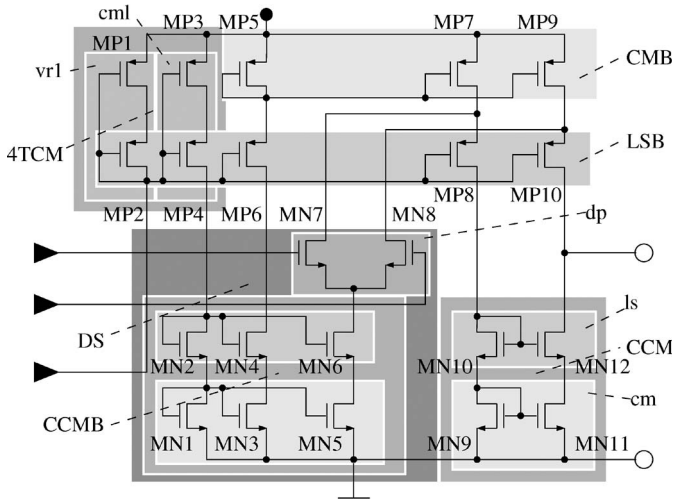 cml
MP3
MP5
MP7
MP9
MP1
vr1
CMB
4TCM
LSB
MP2
MP4
MP6
MN7
MN8
MP8
MP10
dp
DS
ls
MN2
MN4
MN6
MN10
MN12
CCM
CCMB
cm
MN1
MN3
MN5
MN9
MN11